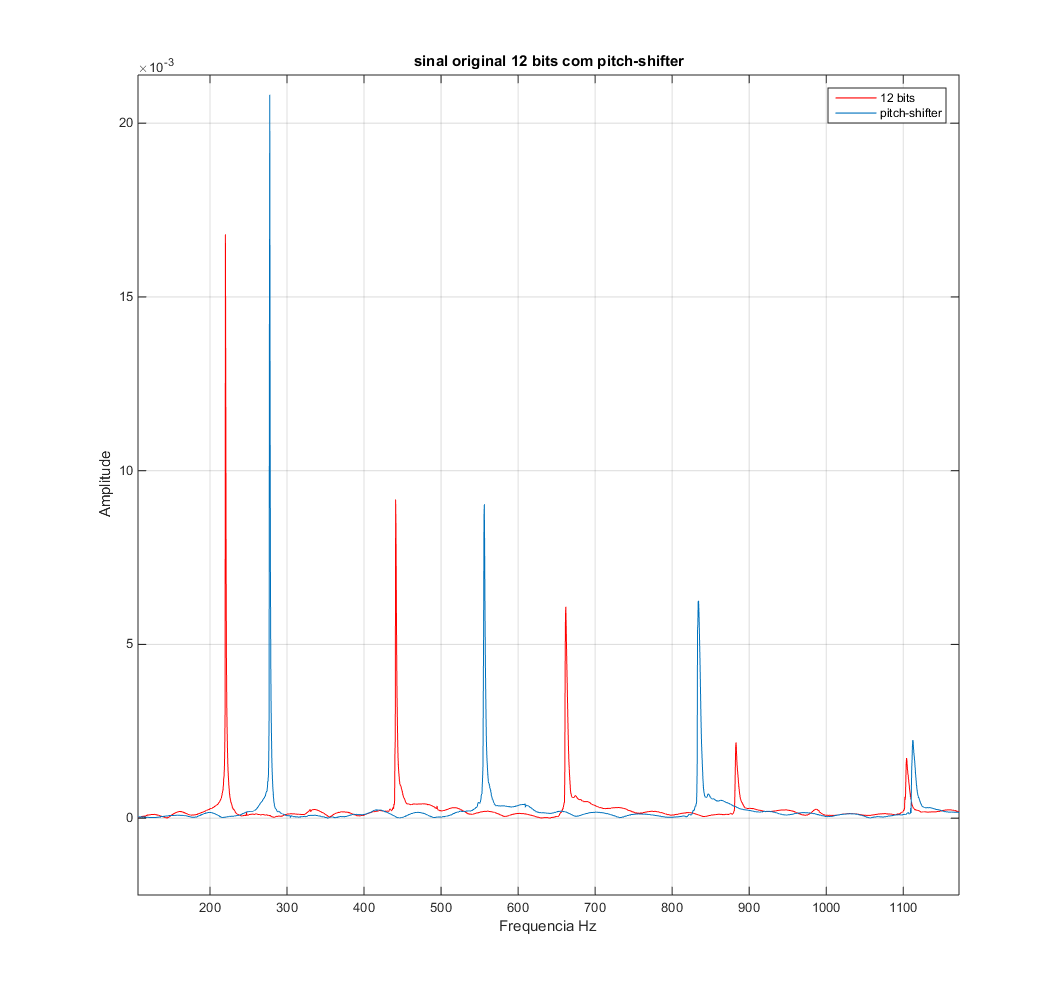 sinal original 12 bits com pitch-shifter
×10-3
12 bits
pitch-shifter
20
15
10
5
0
Amplitude
200 300 400 500 600 700 800 900 1000 1100
Frequencia Hz